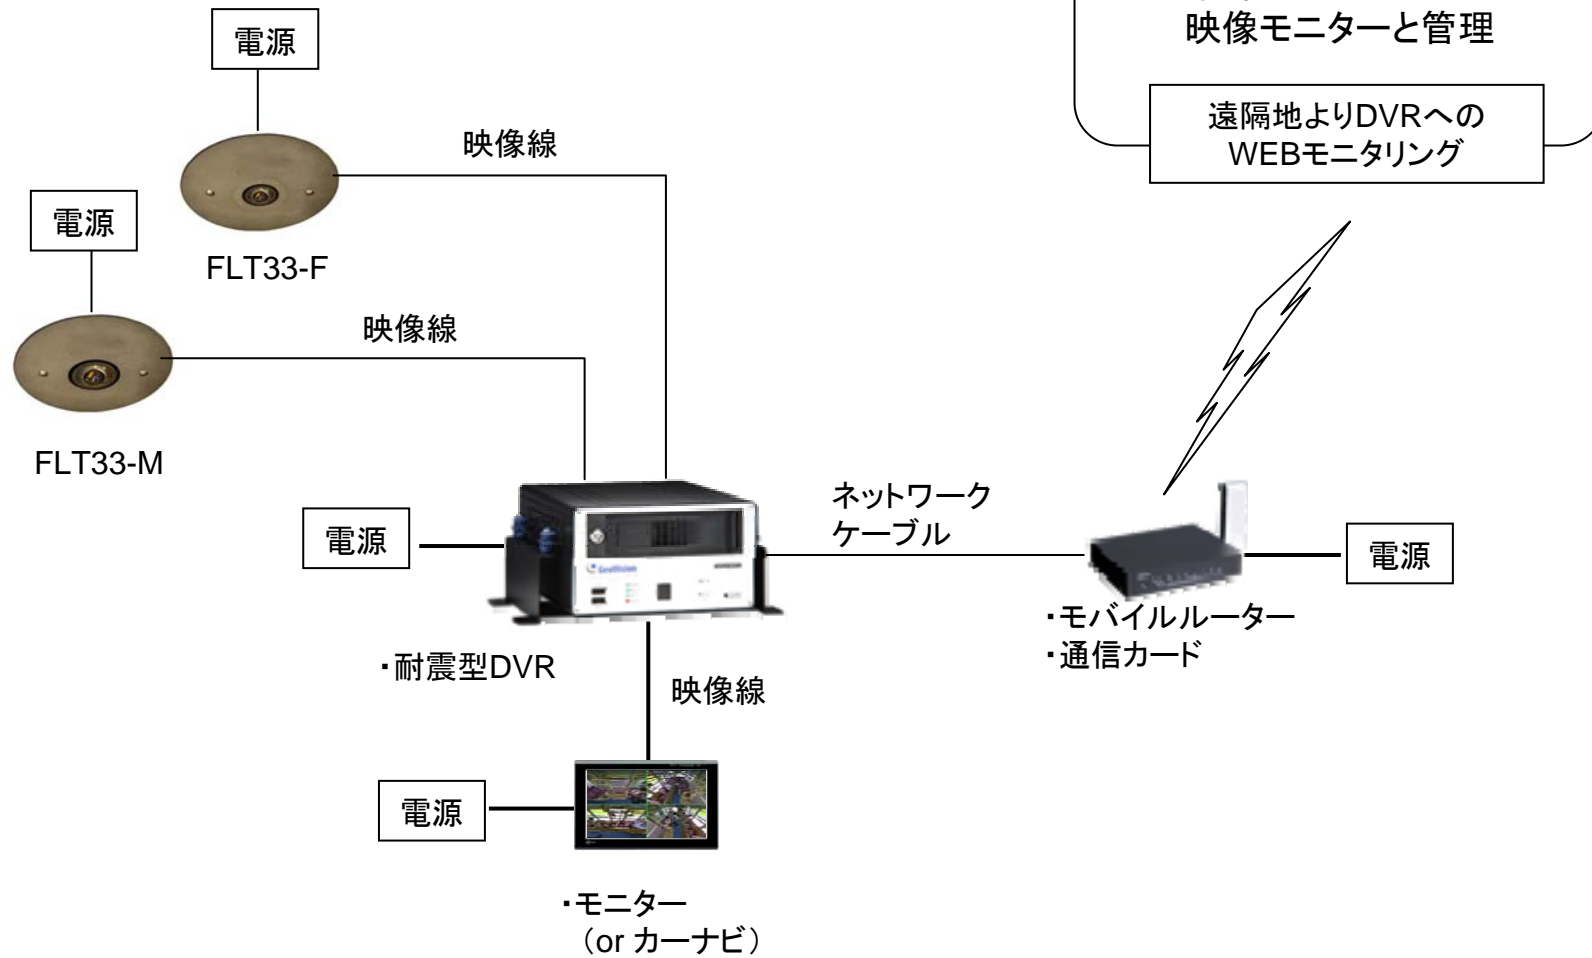 電源
映像モニターと管理
遠隔地よりDVRへの
WEBモニタリング
映像線
電源
FLT33-F
映像線
FLT33-M
ネットワーク
ケーブル
電源
電源
GeoVision
・モバイルルーター
・通信カード
・耐震型DVR
映像線
電源
・モニター
（or カーナビ）